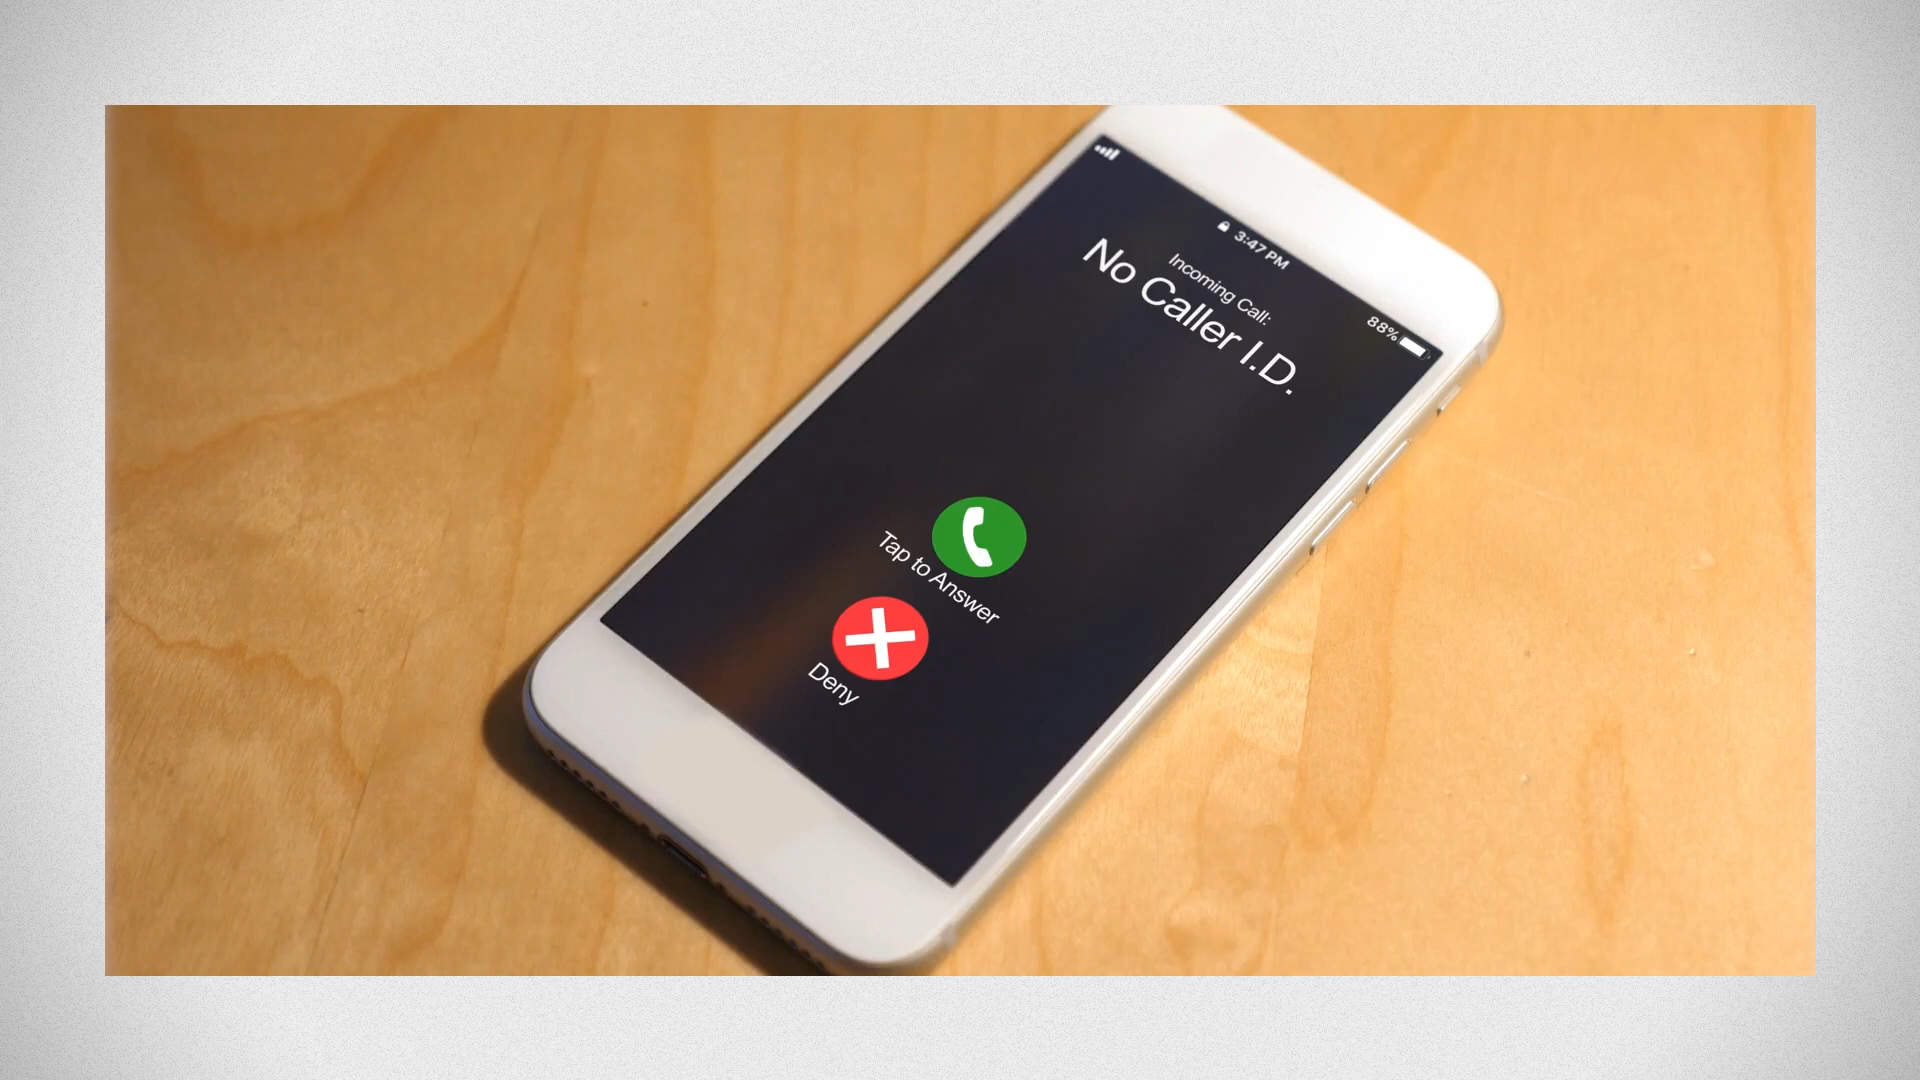 3:47 PM
88%
Incoming Call:
No Caller I.D.
Tap to Answer
Deny